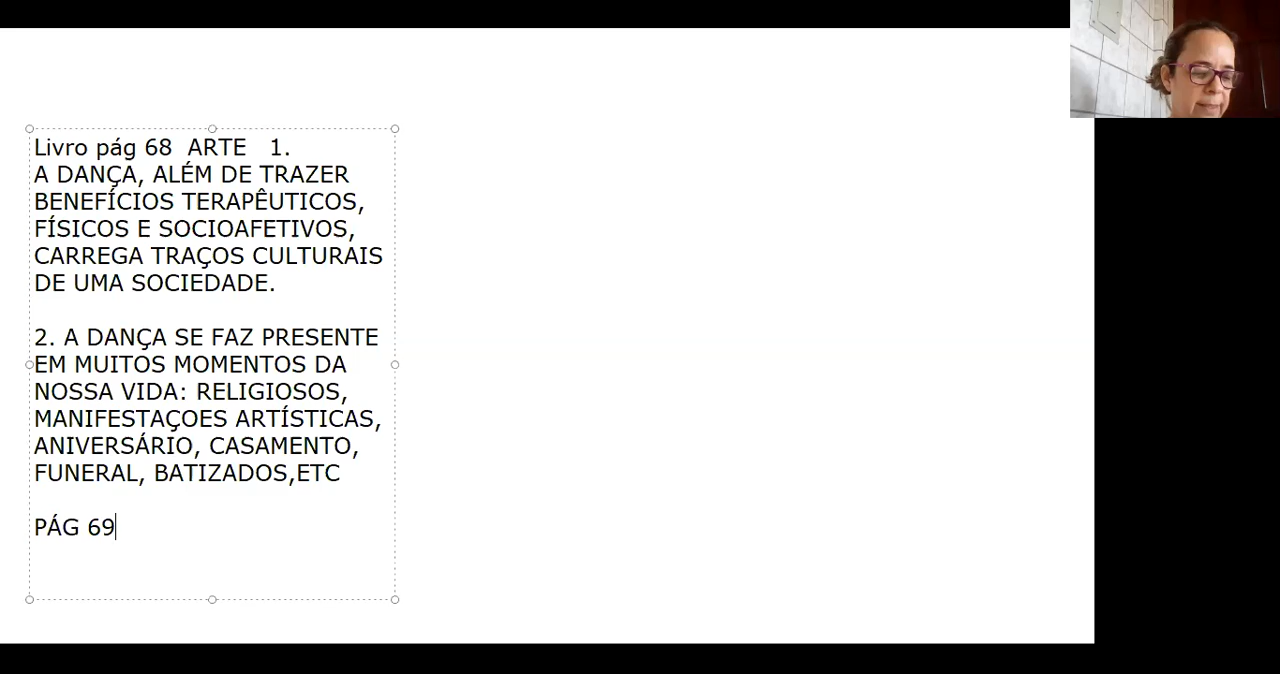 Livro pág 68  ARTE   1.
A DANÇA, ALÉM DE TRAZER
BENEFÍCIOS TERAPÊUTICOS,
FÍSICOS E SOCIOAFETIVOS,
CARREGA TRAÇOS CULTURAIS
DE UMA SOCIEDADE.
2. A DANÇA SE FAZ PRESENTE
EM MUITOS MOMENTOS DA
NOSSA VIDA: RELIGIOSOS,
MANIFESTAÇOES ARTÍSTICAS,
ANIVERSÁRIO, CASAMENTO,
FUNERAL, BATIZADOS,ETC
PÁG 69